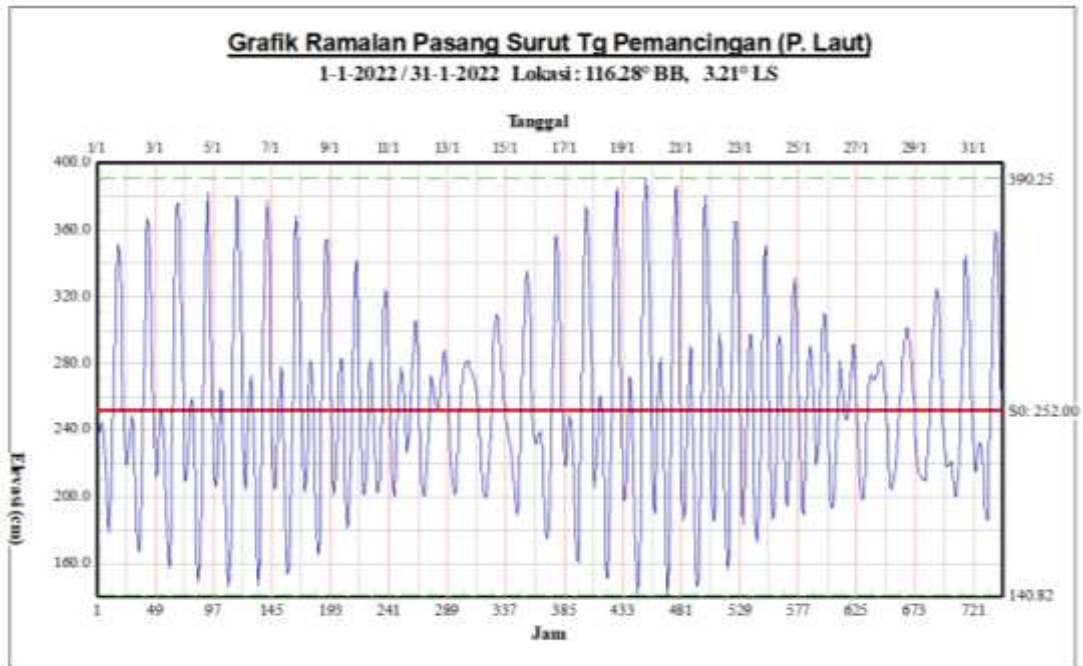 Grafik Ramalan Pasang Surut Tg Pemancingan (P. Laut)
1-1-2022 / 31-1-2022 Lokasi : 116.28° BB, 3.21° LS
Tanggal
1/1 3/1 5/1 7/1 9/1 11/1 13/1 15/1 17/1 19/1 21/1 23/1 25/1 27/1 29/1 31/1
400.0
390.25
360.0
320.0
280.0
S0: 252.00
240.0
200.0
160.0
140.82
Elevasi (cm)
1 49 97 145 193 241 289 337 385 433 481 529 577 625 673 721
Jam